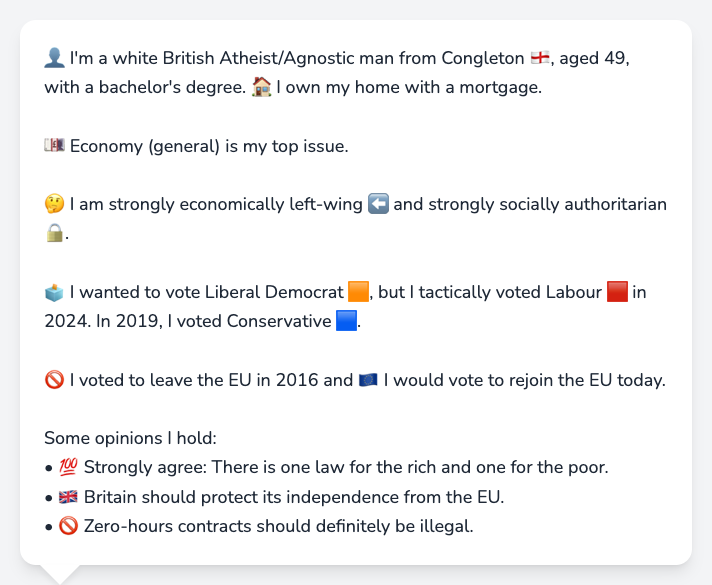 👤 I'm a white British Atheist/Agnostic man from Congleton 🏴󠁧󠁢󠁥󠁮󠁧󠁿, aged 49,
with a bachelor's degree. 🏠 I own my home with a mortgage.
💷 Economy (general) is my top issue.
🤔 I am strongly economically left-wing ⬅️ and strongly socially authoritarian
🔒.
🗳️ I wanted to vote Liberal Democrat 🟧, but I tactically voted Labour 🟥 in
2024. In 2019, I voted Conservative 🟦.
🚫 I voted to leave the EU in 2016 and 🇪🇺 I would vote to rejoin the EU today.
Some opinions I hold:
• 💯 Strongly agree: There is one law for the rich and one for the poor.
• 🇬🇧 Britain should protect its independence from the EU.
• 🚫 Zero-hours contracts should definitely be illegal.